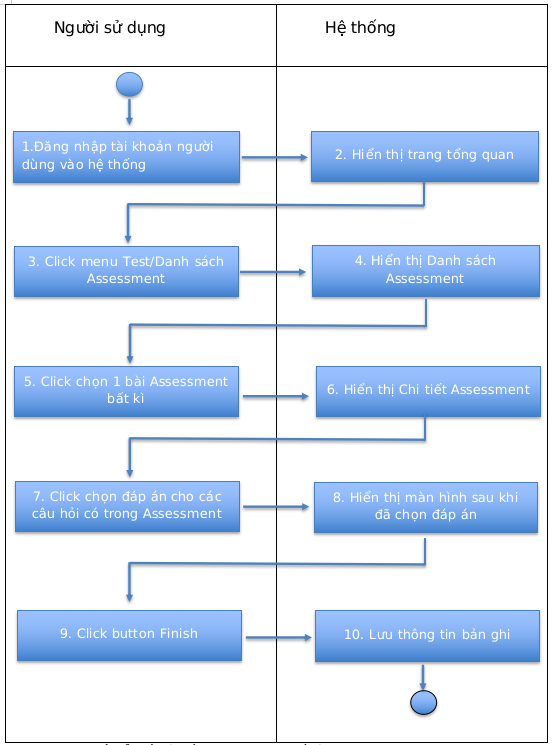 Người sử dụng
Hệ thống
1.Đăng nhập tài khoản người
dùng vào hệ thống
2. Hiển thị trang tổng quan
3. Click menu Test/Danh sách
Assessment
4. Hiển thị Danh sách
Assessment
5. Click chọn 1 bài Assessment
bất kì
6. Hiển thị Chi tiết Assessment
7. Click chọn đáp án cho các
câu hỏi có trong Assessment
8. Hiển thị màn hình sau khi
đã chọn đáp án
9. Click button Finish
10. Lưu thông tin bản ghi